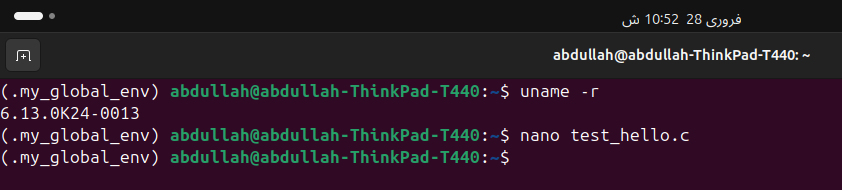 فروری 28 10:52 ش
abdullah@abdullah-ThinkPad-T440: ~
(.my_global_env) abdullah@abdullah-ThinkPad-T440:~$ uname -r
6.13.0K24-0013
(.my_global_env) abdullah@abdullah-ThinkPad-T440:~$ nano test_hello.c
(.my_global_env) abdullah@abdullah-ThinkPad-T440:~$